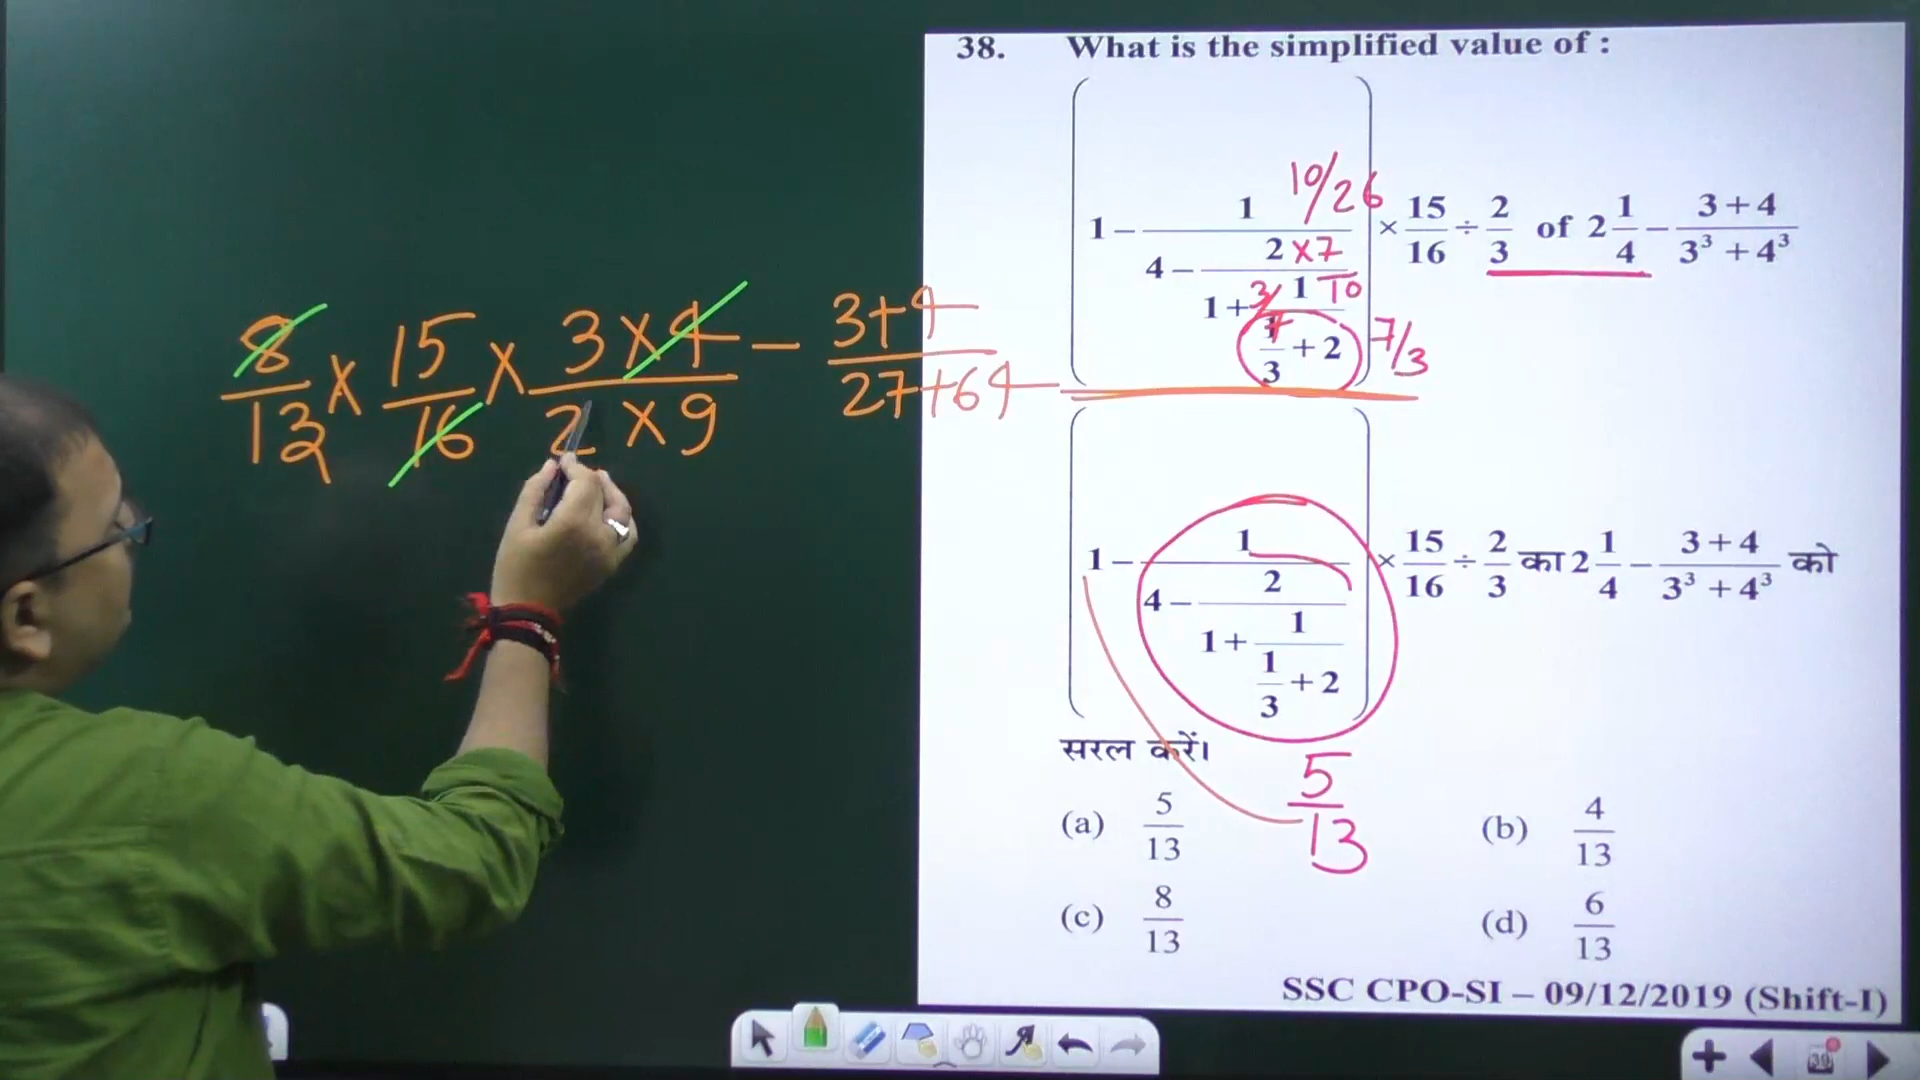 38. What is the simplified value of :
(1 - 1/(4 - 2/(1 + 1/(1/3 + 2)))) × 15/16 ÷ 2/3 of 2 1/4 - (3 + 4)/(3³ + 4³)
10/26
×7
10
3/7
7/3
8/13 × 15/16 × (3 × 4)/(2 × 9) - (3+4)/(27+64)
(1 - 1/(4 - 2/(1 + 1/(1/3 + 2)))) × 15/16 ÷ 2/3 का 2 1/4 - (3 + 4)/(3³ + 4³) को
सरल करें।
5/13
(a) 5/13 (b) 4/13
(c) 8/13 (d) 6/13
SSC CPO-SI – 09/12/2019 (Shift-I)